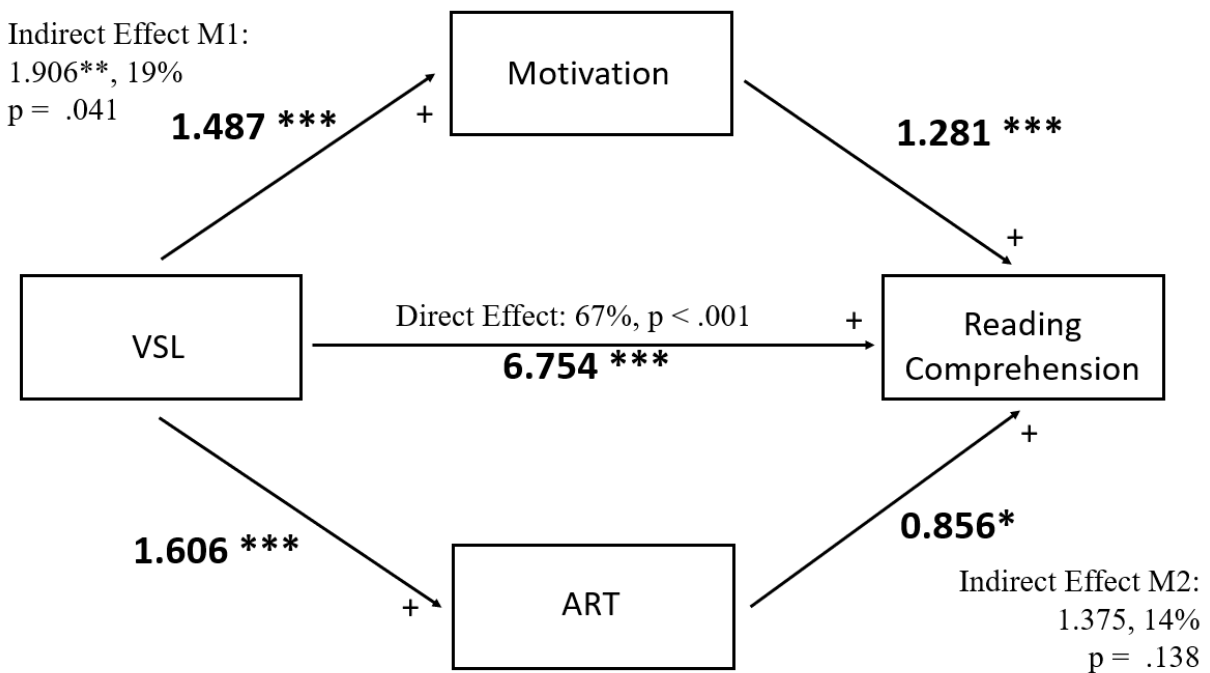 Indirect Effect M1:
1.906**, 19%
p = .041
1.487 ***
+
Motivation
1.281 ***
+
VSL
Direct Effect: 67%, p < .001
+
6.754 ***
Reading
Comprehension
+
1.606 ***
+
ART
0.856*
Indirect Effect M2:
1.375, 14%
p = .138